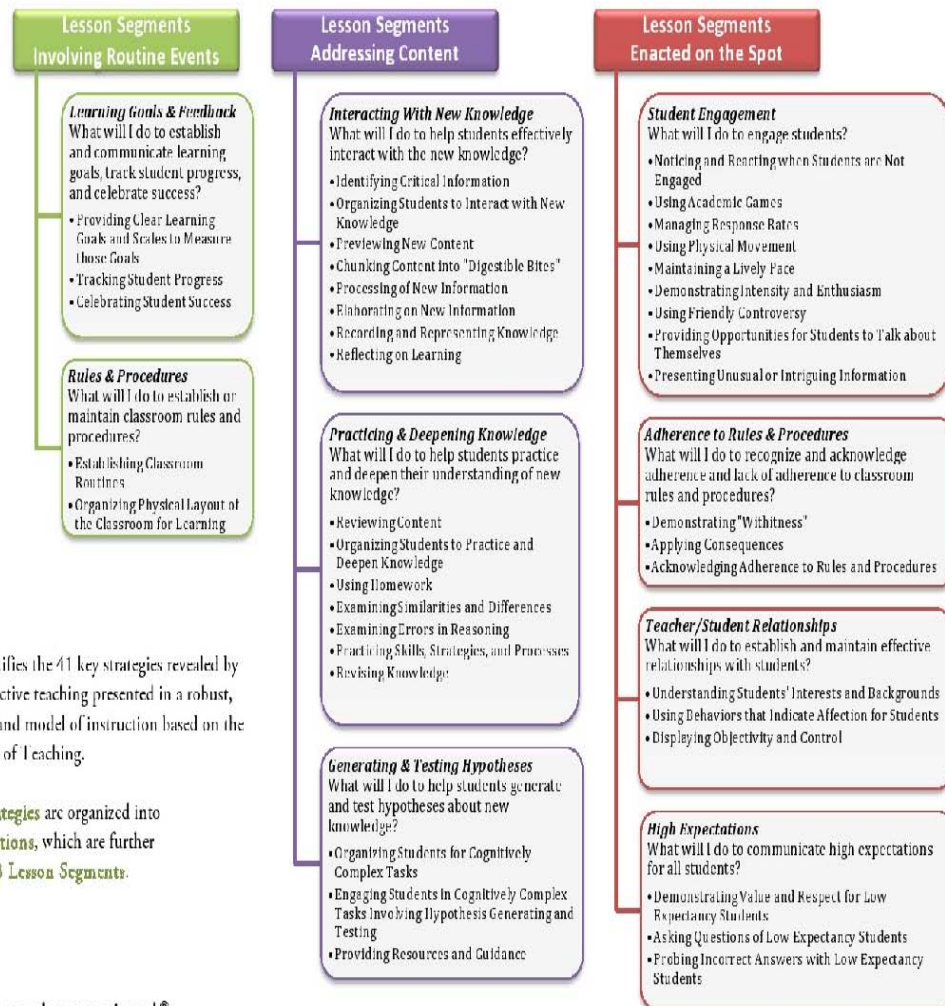 Lesson Segments
Involving Routine Events
Learning Goals & Feedback
What will I do to establish
and communicate learning
goals, track student progress,
and celebrate success?
• Providing Clear Learning
Goals and Scales to Measure
those Goals
• Tracking Student Progress
• Celebrating Student Success
Rules & Procedures
What will I do to establish or
maintain classroom rules and
procedures?
• Establishing Classroom
Routines
• Organizing Physical Layout of
the Classroom for Learning
tifies the 41 key strategies revealed by
ctive teaching presented in a robust,
and model of instruction based on the
of Teaching.
tegies are organized into
tions, which are further
Lesson Segments.
Lesson Segments
Addressing Content
Interacting With New Knowledge
What will I do to help students effectively
interact with the new knowledge?
• Identifying Critical Information
• Organizing Students to Interact with New
Knowledge
• Previewing New Content
• Chunking Content into "Digestible Bites"
• Processing of New Information
• Elaborating on New Information
• Recording and Representing Knowledge
• Reflecting on Learning
Practicing & Deepening Knowledge
What will I do to help students practice
and deepen their understanding of new
knowledge?
• Reviewing Content
• Organizing Students to Practice and
Deepen Knowledge
• Using Homework
• Examining Similarities and Differences
• Examining Errors in Reasoning
• Practicing Skills, Strategies, and Processes
• Revising Knowledge
Generating & Testing Hypotheses
What will I do to help students generate
and test hypotheses about new
knowledge?
• Organizing Students for Cognitively
Complex Tasks
• Engaging Students in Cognitively Complex
Tasks Involving Hypothesis Generating and
Testing
• Providing Resources and Guidance
Lesson Segments
Enacted on the Spot
Student Engagement
What will I do to engage students?
• Noticing and Reacting when Students are Not
Engaged
• Using Academic Games
• Managing Response Rates
• Using Physical Movement
• Maintaining a Lively Pace
• Demonstrating Intensity and Enthusiasm
• Using Friendly Controversy
• Providing Opportunities for Students to Talk about
Themselves
• Presenting Unusual or Intriguing Information
Adherence to Rules & Procedures
What will I do to recognize and acknowledge
adherence and lack of adherence to classroom
rules and procedures?
• Demonstrating "Withitness"
• Applying Consequences
• Acknowledging Adherence to Rules and Procedures
Teacher/Student Relationships
What will I do to establish and maintain effective
relationships with students?
• Understanding Students' Interests and Backgrounds
• Using Behaviors that Indicate Affection for Students
• Displaying Objectivity and Control
High Expectations
What will I do to communicate high expectations
for all students?
• Demonstrating Value and Respect for Low
Expectancy Students
• Asking Questions of Low Expectancy Students
• Probing Incorrect Answers with Low Expectancy
Students